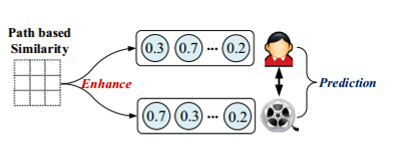 Path based
Similarity
0.3 0.7 ··· 0.2
Enhance
Prediction
0.7 0.3 ··· 0.2